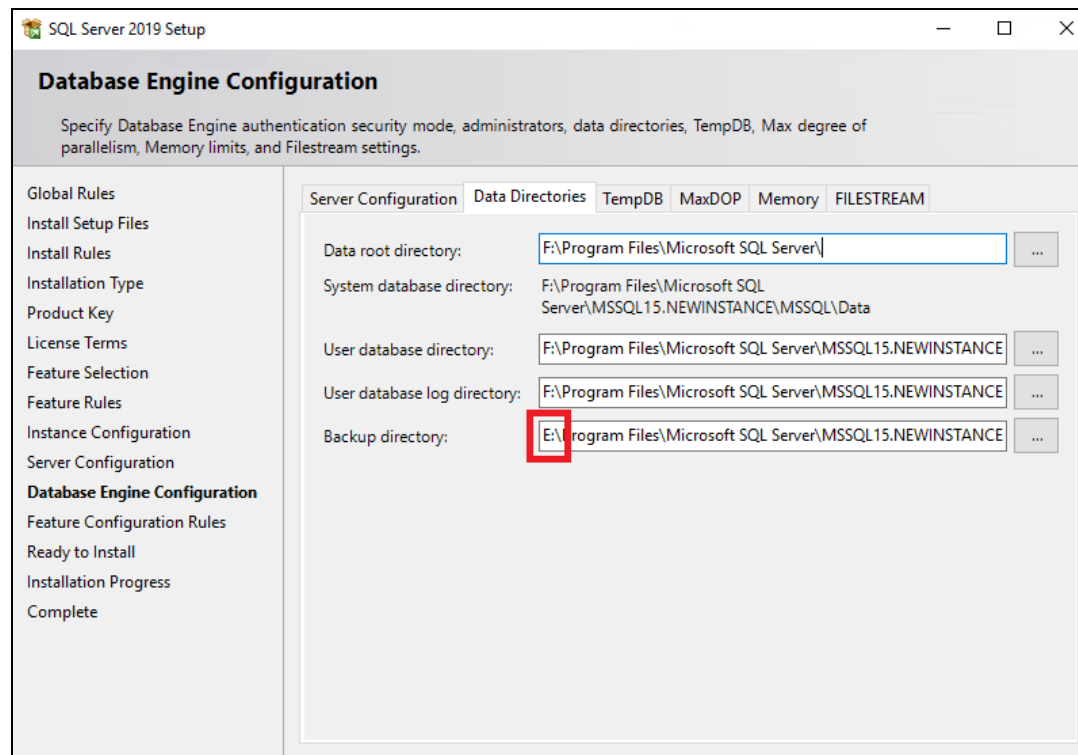 SQL Server 2019 Setup
Database Engine Configuration
Specify Database Engine authentication security mode, administrators, data directories, TempDB, Max degree of
parallelism, Memory limits, and Filestream settings.
Global Rules
Install Setup Files
Install Rules
Installation Type
Product Key
License Terms
Feature Selection
Feature Rules
Instance Configuration
Server Configuration
Database Engine Configuration
Feature Configuration Rules
Ready to Install
Installation Progress
Complete
Server Configuration Data Directories TempDB MaxDOP Memory FILESTREAM
Data root directory: F:\Program Files\Microsoft SQL Server\ ...
System database directory: F:\Program Files\Microsoft SQL
Server\MSSQL15.NEWINSTANCE\MSSQL\Data
User database directory: F:\Program Files\Microsoft SQL Server\MSSQL15.NEWINSTANCE ...
User database log directory: F:\Program Files\Microsoft SQL Server\MSSQL15.NEWINSTANCE ...
Backup directory: E:\Program Files\Microsoft SQL Server\MSSQL15.NEWINSTANCE ...